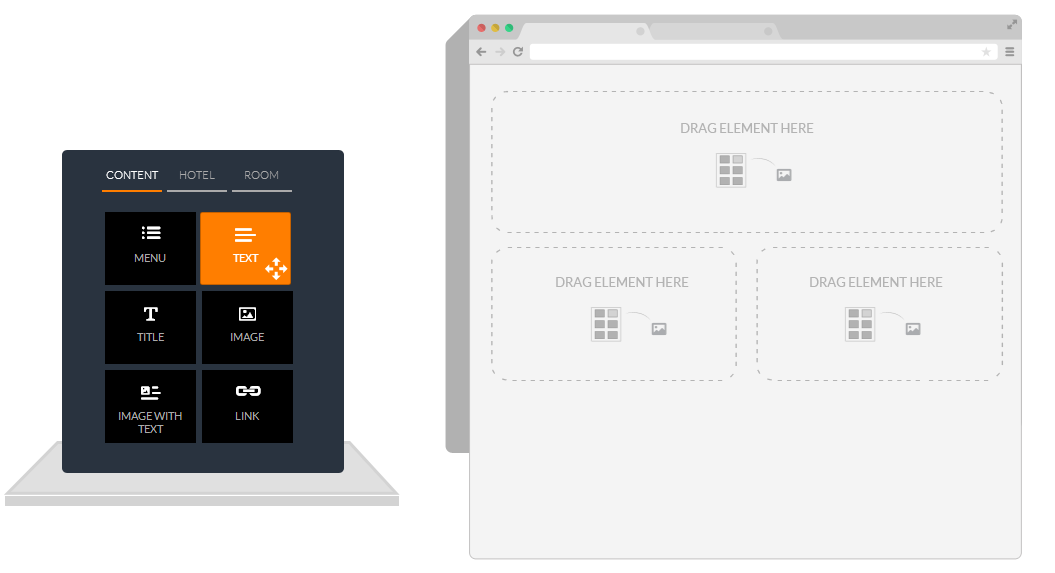 CONTENT HOTEL ROOM
MENU TEXT
TITLE IMAGE
IMAGE WITH TEXT LINK
DRAG ELEMENT HERE
DRAG ELEMENT HERE DRAG ELEMENT HERE